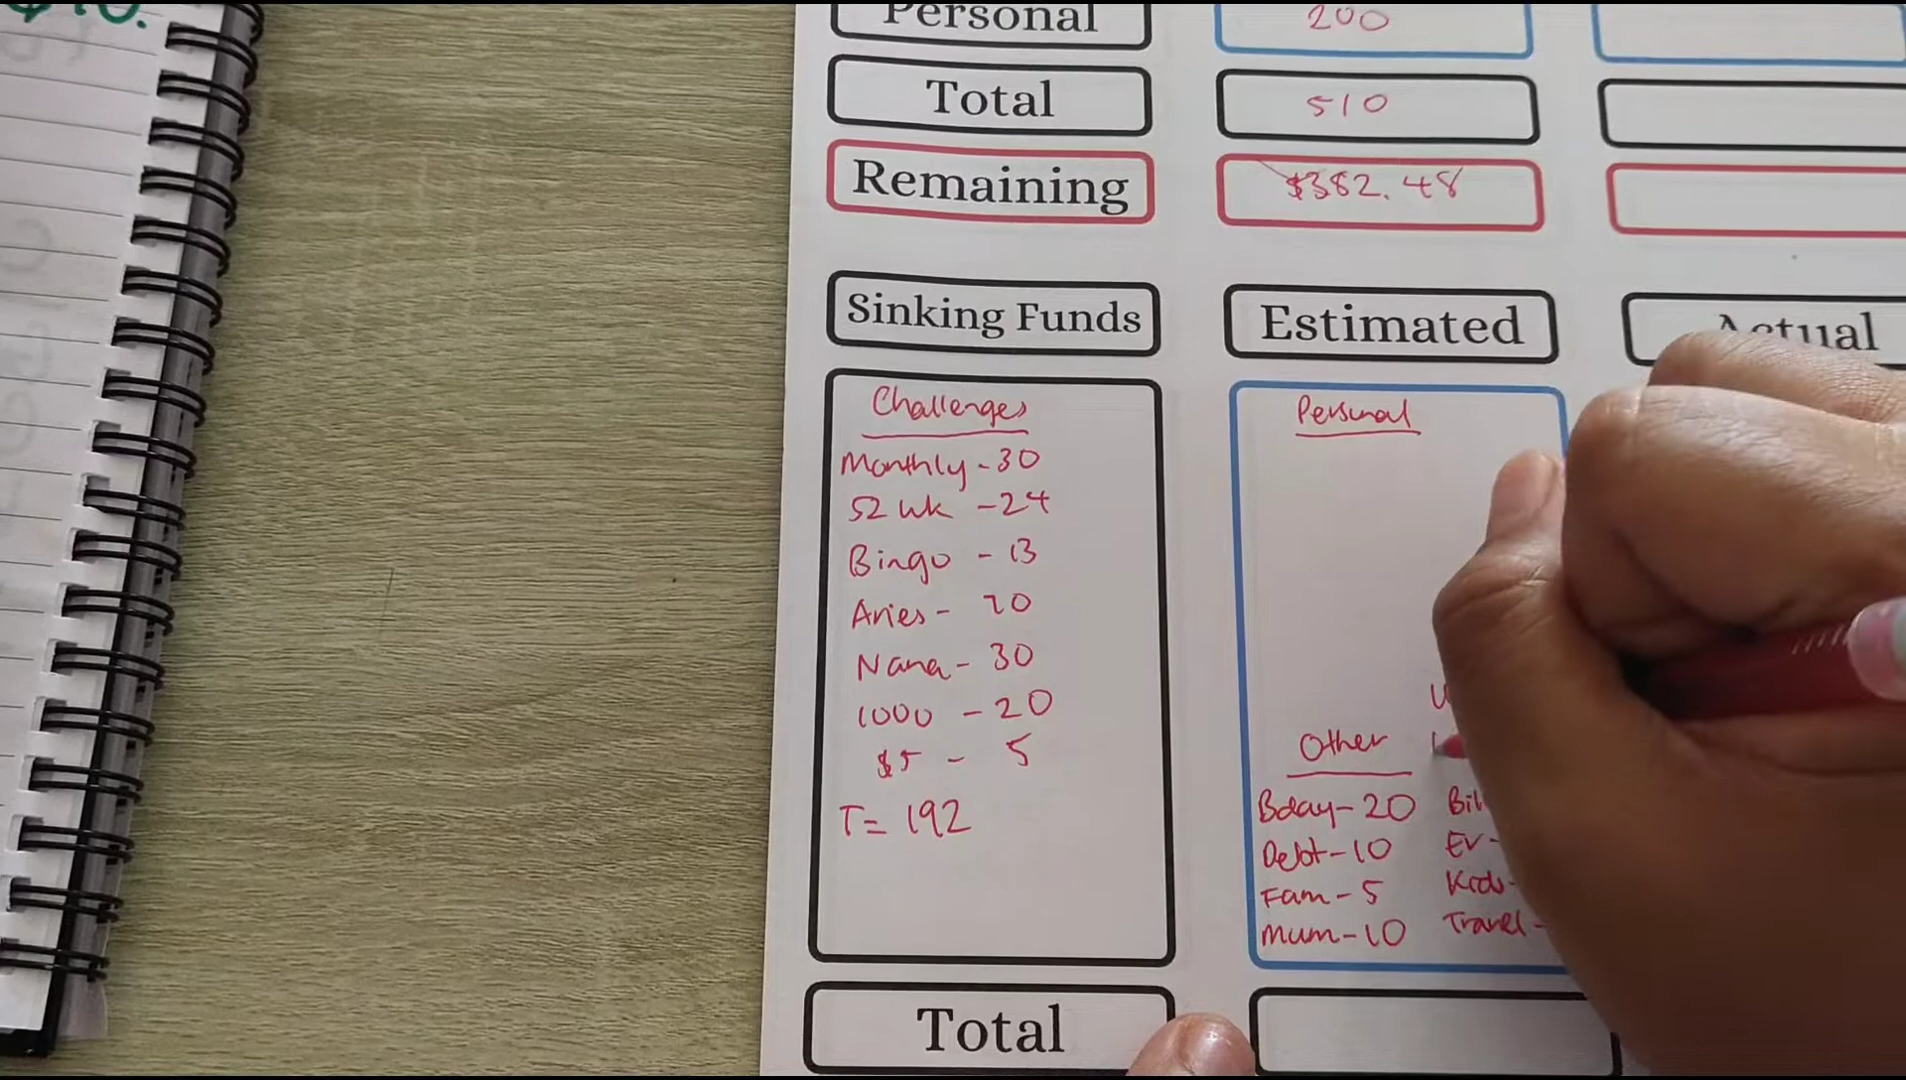 $10.
Personal 200
Total 510
Remaining $382.48
Sinking Funds Estimated Actual
Challenges
Monthly - 30
52 wk - 24
Bingo - 13
Aries - 70
Nana - 30
1000 - 20
$5 - 5
T = 192
Personal
Other
Bday - 20
Debt - 10
Fam - 5
Mum - 10
Kids -
Travel -
Total